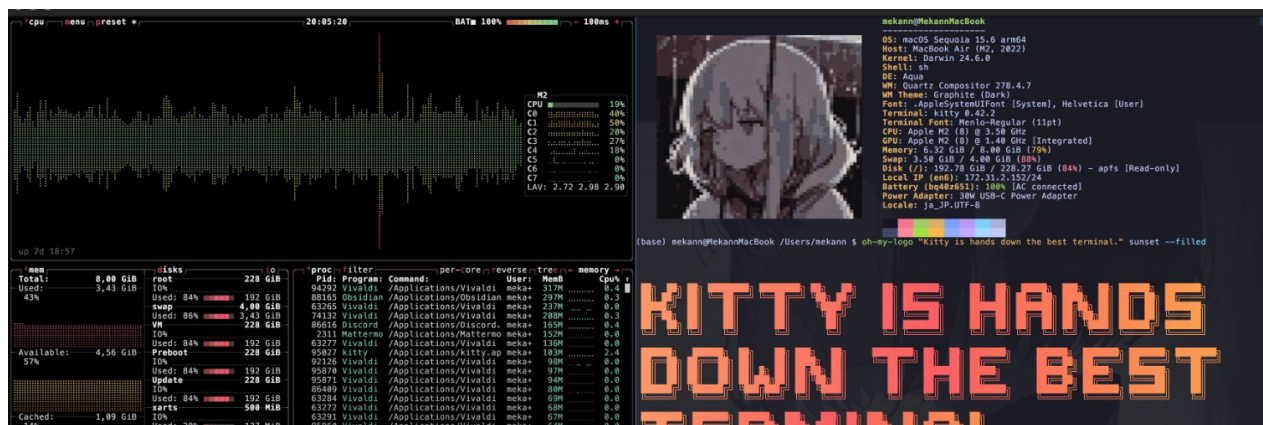 ¹cpu menu preset * 20:05:20 BAT■ 100% - 100ms +
M2
CPU 19%
C0 40%
C1 50%
C2 20%
C3 27%
C4 18%
C5 0%
C6 0%
C7 0%
LAV: 2.72 2.98 2.90
up 2d 18:57
²mem
Total: 8,00 GiB
Used: 3,43 GiB
43%
Available: 4,56 GiB
57%
Cached: 1,09 GiB
disks io
root 228 GiB
IO%
Used: 84% 192 GiB
swap 4,00 GiB
Used: 86% 3,43 GiB
VM 228 GiB
IO%
Used: 84% 192 GiB
Preboot 228 GiB
IO%
Used: 84% 192 GiB
Update 228 GiB
IO%
Used: 84% 192 GiB
xarts 500 MiB
IO%
⁴proc filter per-core reverse tree ← memory →
Pid: Program: Command: User: MemB Cpu% ↑
94292 Vivaldi /Applications/Vivaldi meka+ 317M 0.4
88165 Obsidian /Applications/Obsidian meka+ 297M 0.3
63265 Vivaldi /Applications/Vivaldi meka+ 237M 0.0
74132 Vivaldi /Applications/Vivaldi meka+ 208M 0.3
86616 Discord /Applications/Discord. meka+ 165M 0.4
2311 Mattermo /Applications/Mattermo meka+ 152M 0.0
63277 Vivaldi /Applications/Vivaldi meka+ 136M 0.0
95027 kitty /Applications/kitty.ap meka+ 103M 2.4
92126 Vivaldi /Applications/Vivaldi meka+ 98M 0.0
95870 Vivaldi /Applications/Vivaldi meka+ 97M 0.0
95871 Vivaldi /Applications/Vivaldi meka+ 94M 0.0
86409 Vivaldi /Applications/Vivaldi meka+ 80M 0.0
63284 Vivaldi /Applications/Vivaldi meka+ 69M 0.0
63272 Vivaldi /Applications/Vivaldi meka+ 68M 0.0
63291 Vivaldi /Applications/Vivaldi meka+ 67M 0.0
mekann@MekannMacBook
--------------------
OS: macOS Sequoia 15.6 arm64
Host: MacBook Air (M2, 2022)
Kernel: Darwin 24.6.0
Shell: sh
DE: Aqua
WM: Quartz Compositor 278.4.7
WM Theme: Graphite (Dark)
Font: .AppleSystemUIFont [System], Helvetica [User]
Terminal: kitty 0.42.2
Terminal Font: Menlo-Regular (11pt)
CPU: Apple M2 (8) @ 3.50 GHz
GPU: Apple M2 (8) @ 1.40 GHz [Integrated]
Memory: 6.32 GiB / 8.00 GiB (79%)
Swap: 3.50 GiB / 4.00 GiB (88%)
Disk (/): 192.78 GiB / 228.27 GiB (84%) - apfs [Read-only]
Local IP (en6): 172.31.2.152/24
Battery (bq40z651): 100% [AC connected]
Power Adapter: 30W USB-C Power Adapter
Locale: ja_JP.UTF-8
(base) mekann@MekannMacBook /Users/mekann $ oh-my-logo "Kitty is hands down the best terminal." sunset --filled
KITTY IS HANDS
DOWN THE BEST
TERMINAL